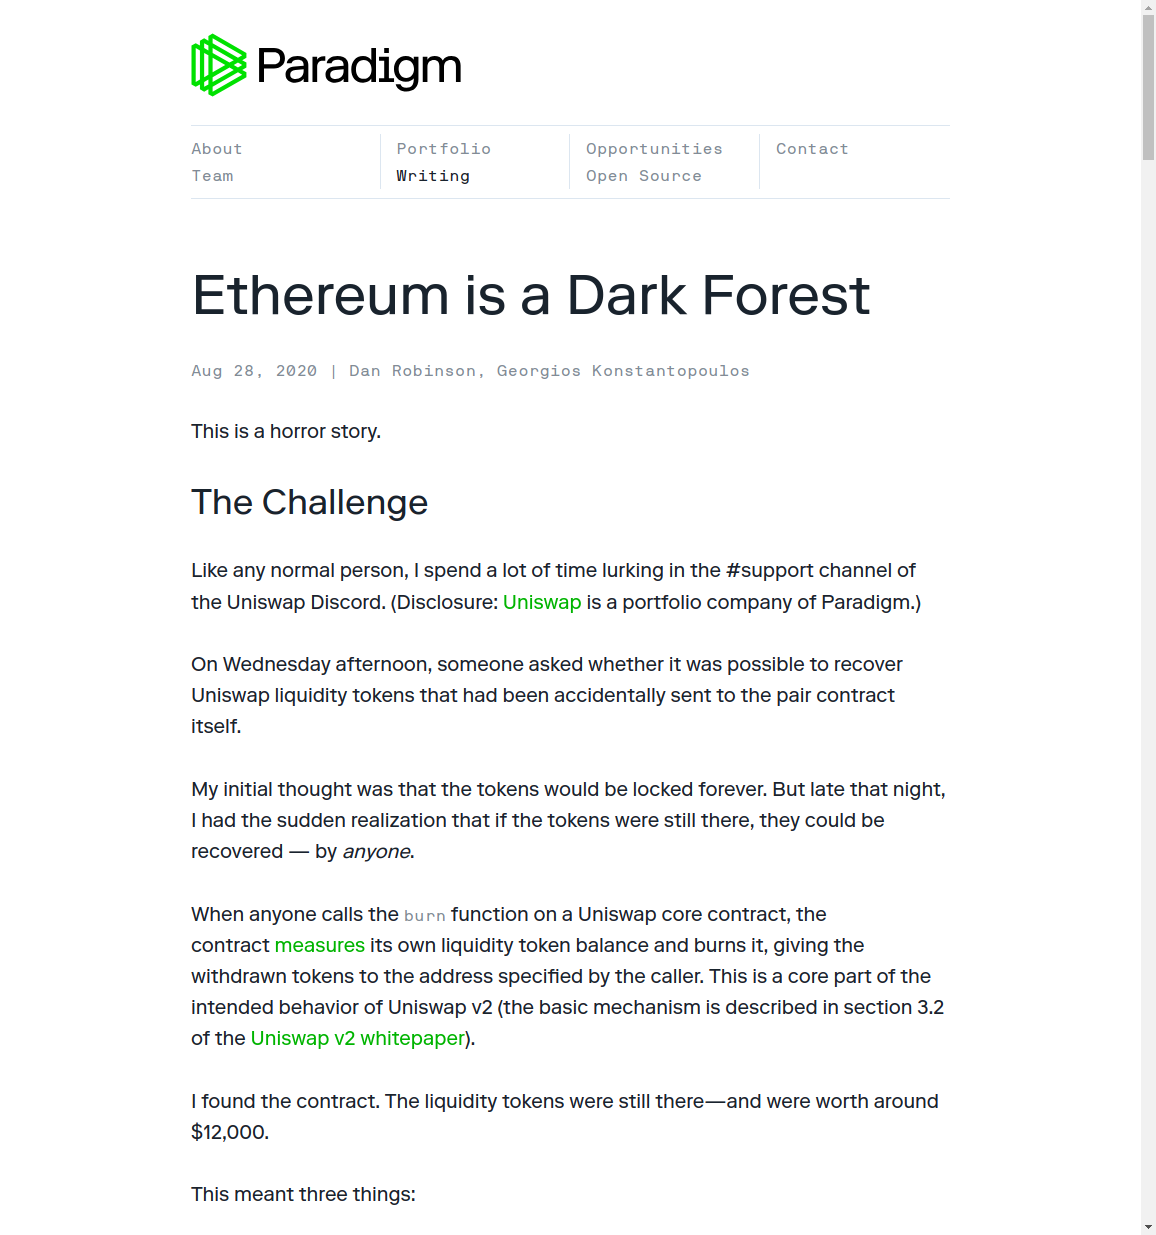 Paradigm
About
Team
Portfolio
Writing
Opportunities
Open Source
Contact
Ethereum is a Dark Forest
Aug 28, 2020 | Dan Robinson, Georgios Konstantopoulos
This is a horror story.
The Challenge
Like any normal person, I spend a lot of time lurking in the #support channel of
the Uniswap Discord. (Disclosure: Uniswap is a portfolio company of Paradigm.)
On Wednesday afternoon, someone asked whether it was possible to recover
Uniswap liquidity tokens that had been accidentally sent to the pair contract
itself.
My initial thought was that the tokens would be locked forever. But late that night,
I had the sudden realization that if the tokens were still there, they could be
recovered — by anyone.
When anyone calls the burn function on a Uniswap core contract, the
contract measures its own liquidity token balance and burns it, giving the
withdrawn tokens to the address specified by the caller. This is a core part of the
intended behavior of Uniswap v2 (the basic mechanism is described in section 3.2
of the Uniswap v2 whitepaper).
I found the contract. The liquidity tokens were still there—and were worth around
$12,000.
This meant three things: